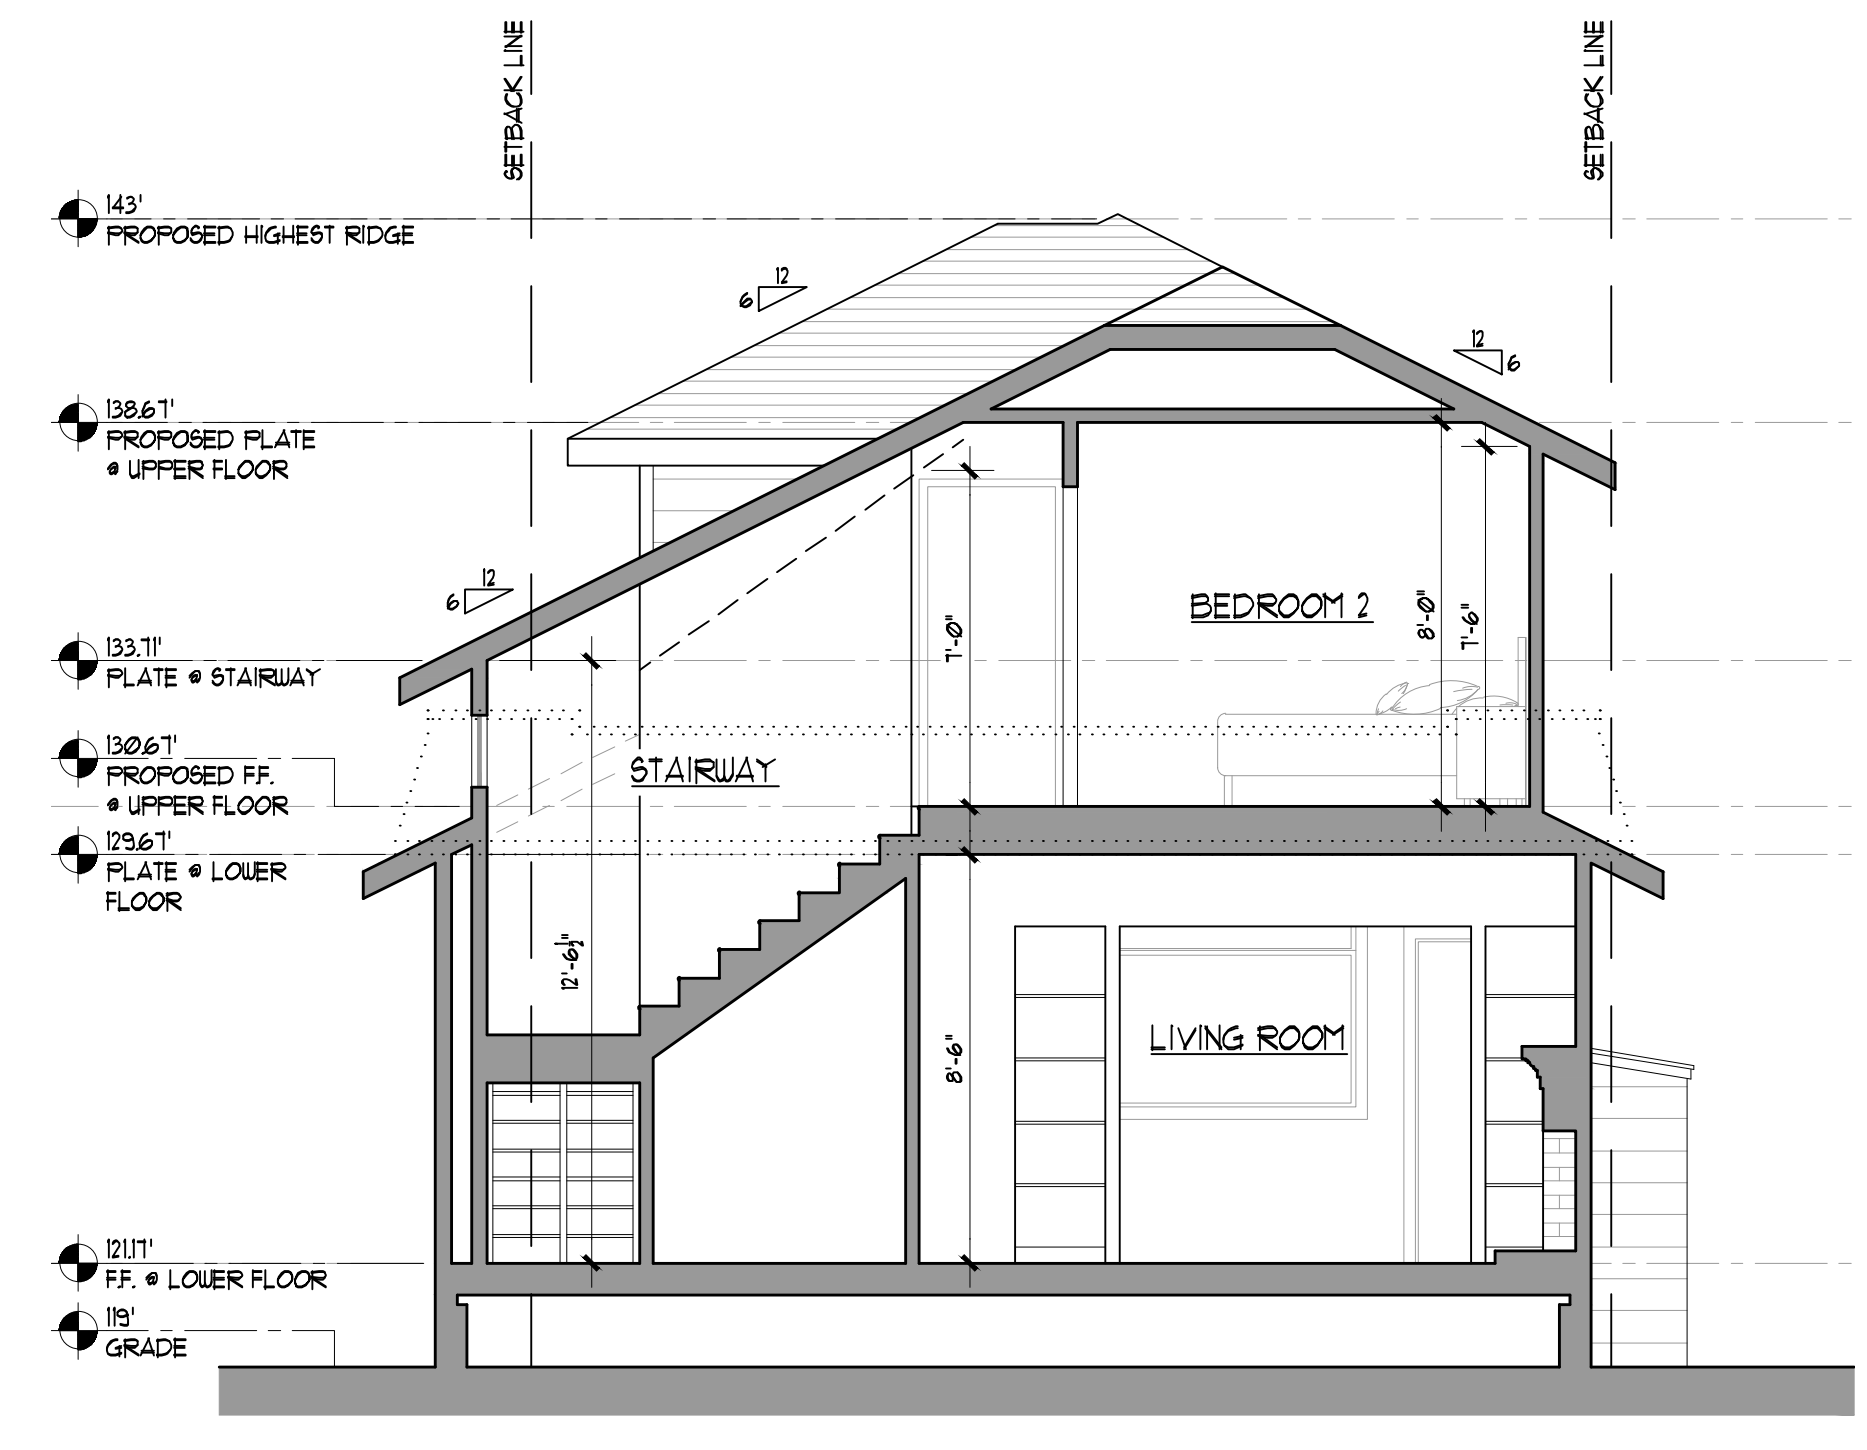 SETBACK LINE
SETBACK LINE
143'
PROPOSED HIGHEST RIDGE
12
6
12
6
138.67'
PROPOSED PLATE
@ UPPER FLOOR
12
6
133.71'
PLATE @ STAIRWAY
7'-0"
BEDROOM 2
8'-0"
7'-6"
130.67'
PROPOSED F.F.
@ UPPER FLOOR
STAIRWAY
129.67'
PLATE @ LOWER
FLOOR
12'-6½"
8'-6"
LIVING ROOM
121.17'
F.F. @ LOWER FLOOR
119'
GRADE